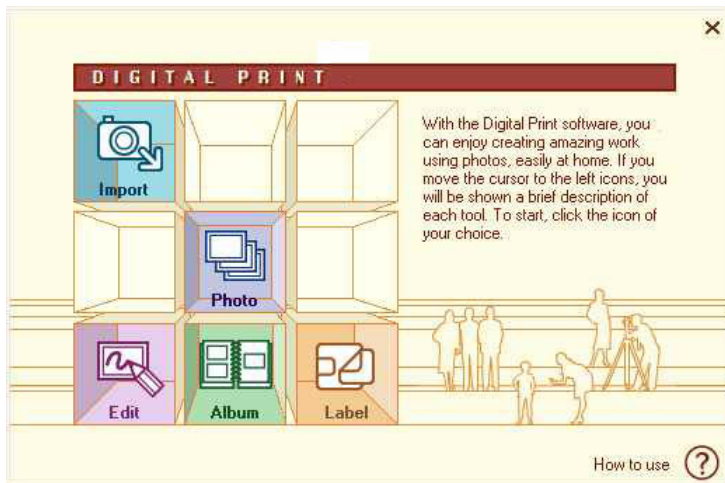 DIGITAL PRINT
Import
With the Digital Print software, you
can enjoy creating amazing work
using photos, easily at home. If you
move the cursor to the left icons, you
will be shown a brief description of
each tool. To start, click the icon of
your choice.
Photo
Edit
Album
Label
How to use ?